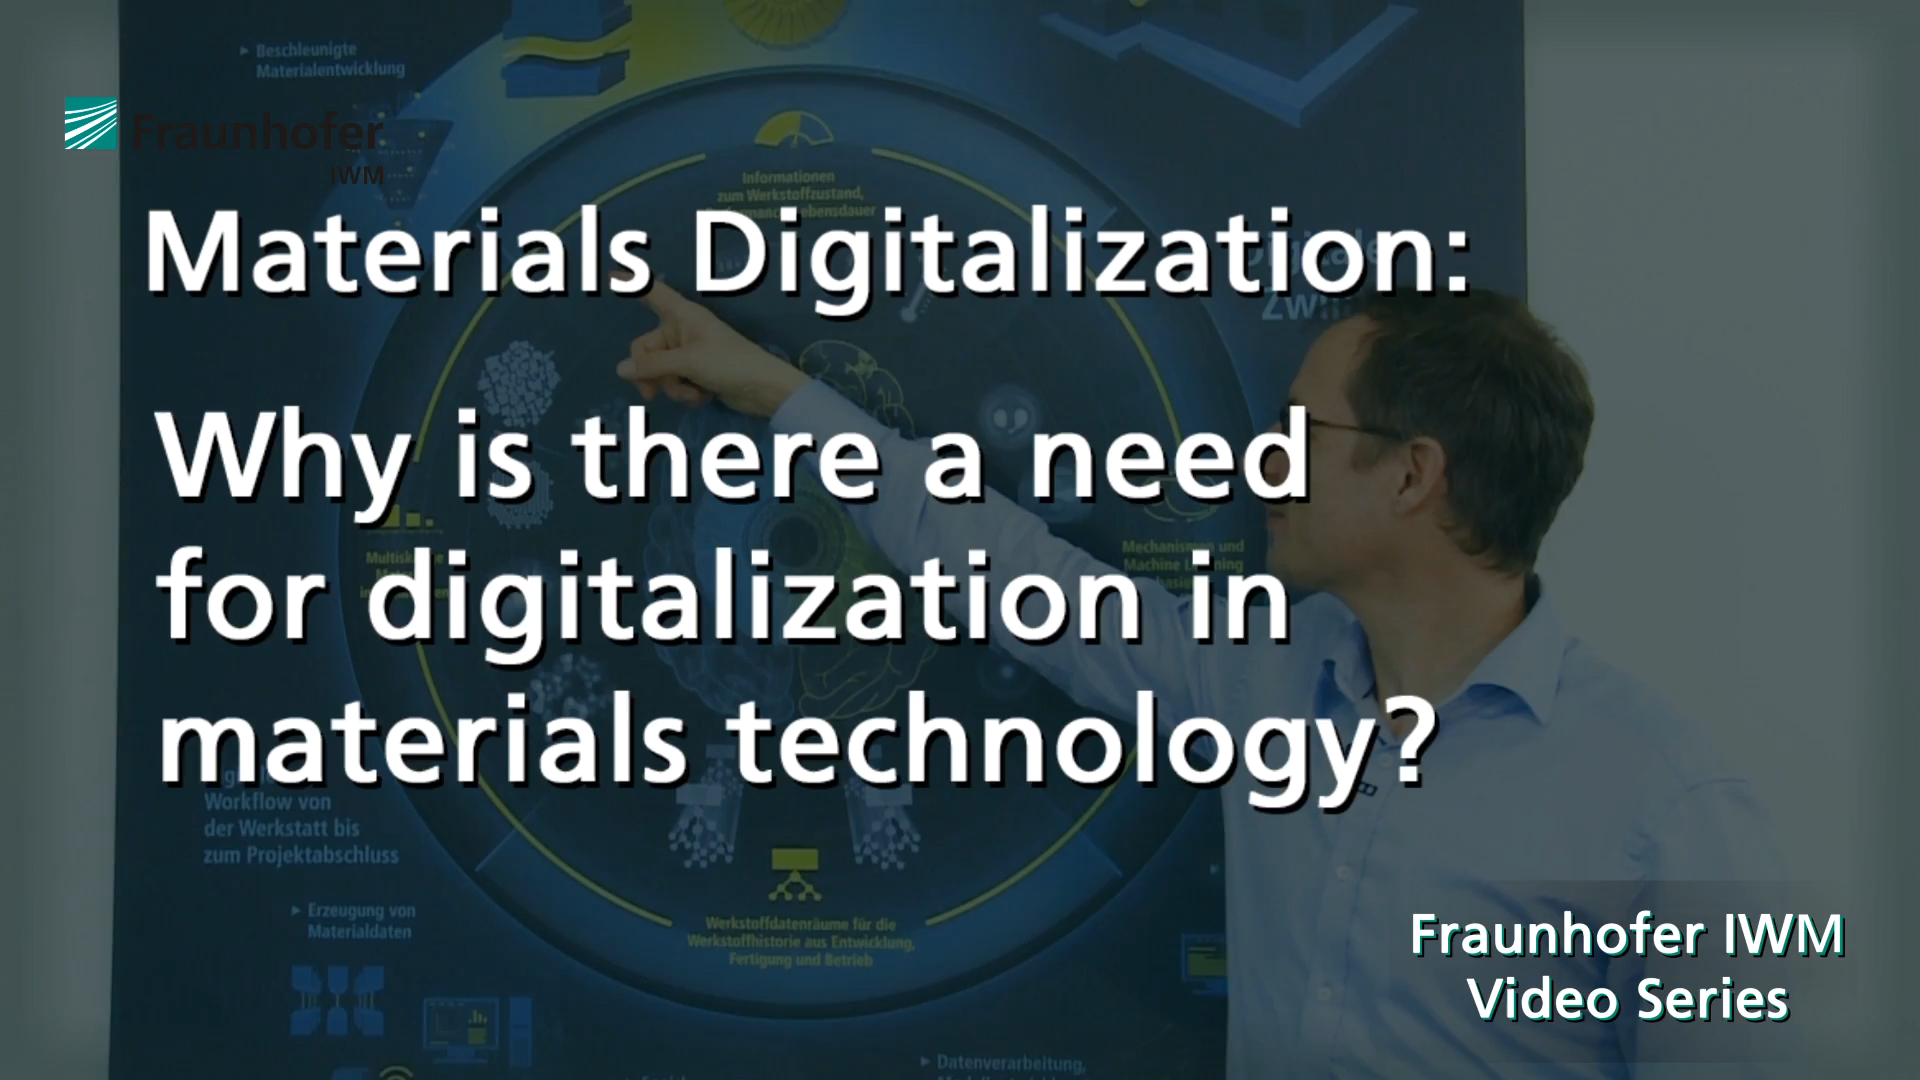 Beschleunigte
Materialentwicklung
Fraunhofer
IWM
Informationen
zum Werkstoffzustand,
Materials Digitalization:
Why is there a need
for digitalization in
materials technology?
Mechanismen und
Workflow von
der Werkstatt bis
zum Projektabschluss
Erzeugung von
Materialdaten
Werkstoffdatenräume für die
Werkstoffhistorie aus Entwicklung,
Fertigung und Betrieb
Fraunhofer IWM
Video Series
Datenverarbeitung,